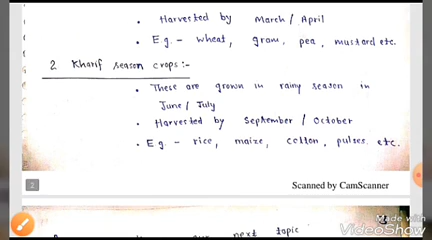 • Harvested by March / April
• E.g. - wheat, gram, pea, mustard etc.
2 Kharif season crops :-
• These are grown in rainy season in
June / July
• Harvested by September / October
• E.g. - rice, maize, cotton, pulses etc.
2
Scanned by CamScanner
Made with
VivaVideo
next topic